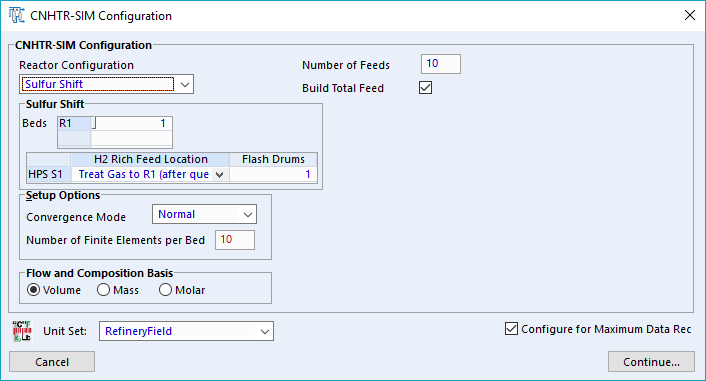 CNHTR-SIM Configuration
CNHTR-SIM Configuration
Reactor Configuration
Sulfur Shift
Number of Feeds 10
Build Total Feed
Sulfur Shift
Beds R1 1
H2 Rich Feed Location Flash Drums
HPS S1 Treat Gas to R1 (after que 1
Setup Options
Convergence Mode Normal
Number of Finite Elements per Bed 10
Flow and Composition Basis
Volume Mass Molar
Unit Set: RefineryField
Configure for Maximum Data Rec
Cancel Continue...